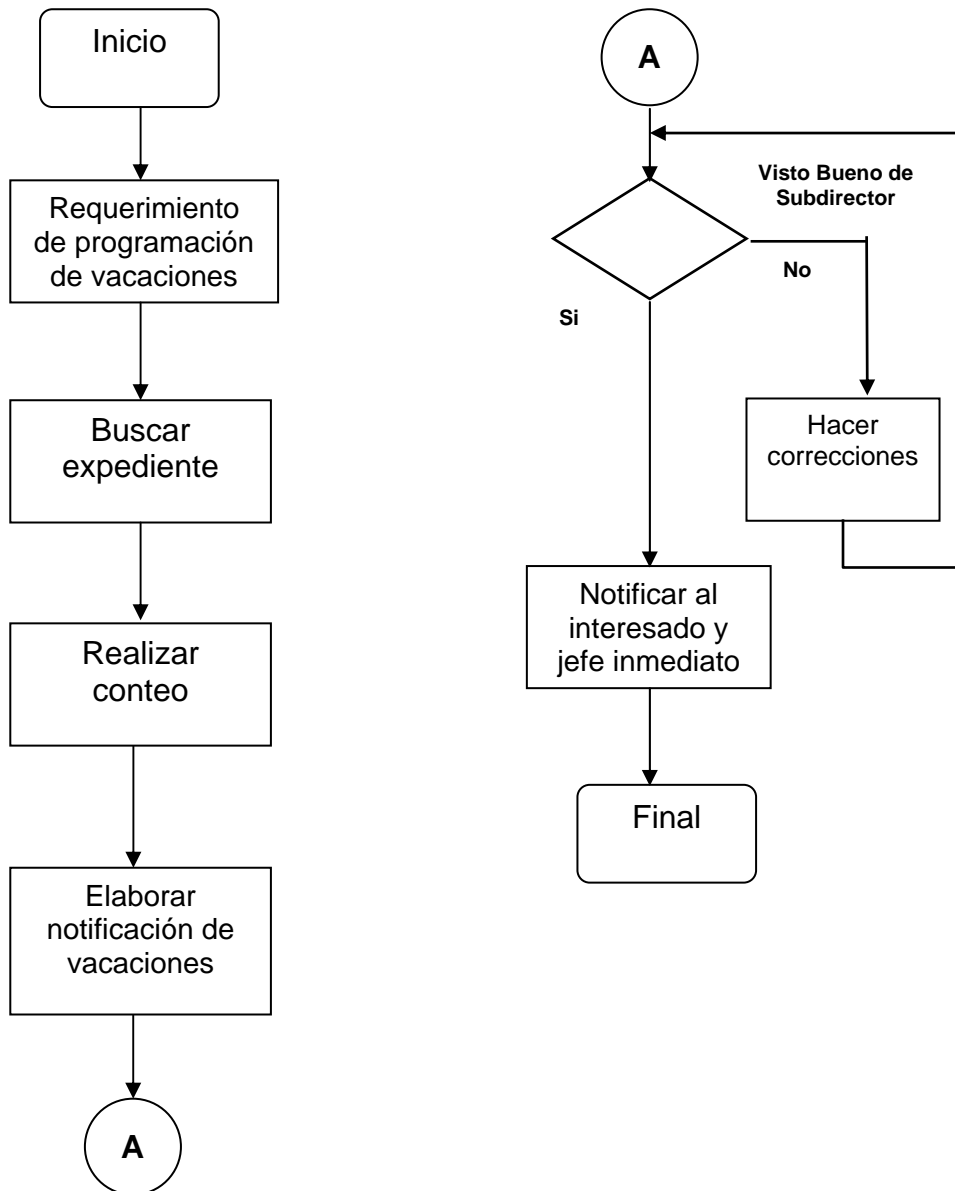 Inicio
Requerimiento
de programación
de vacaciones
Buscar
expediente
Realizar
conteo
Elaborar
notificación de
vacaciones
A
A
Visto Bueno de
Subdirector
No
Si
Hacer
correcciones
Notificar al
interesado y
jefe inmediato
Final